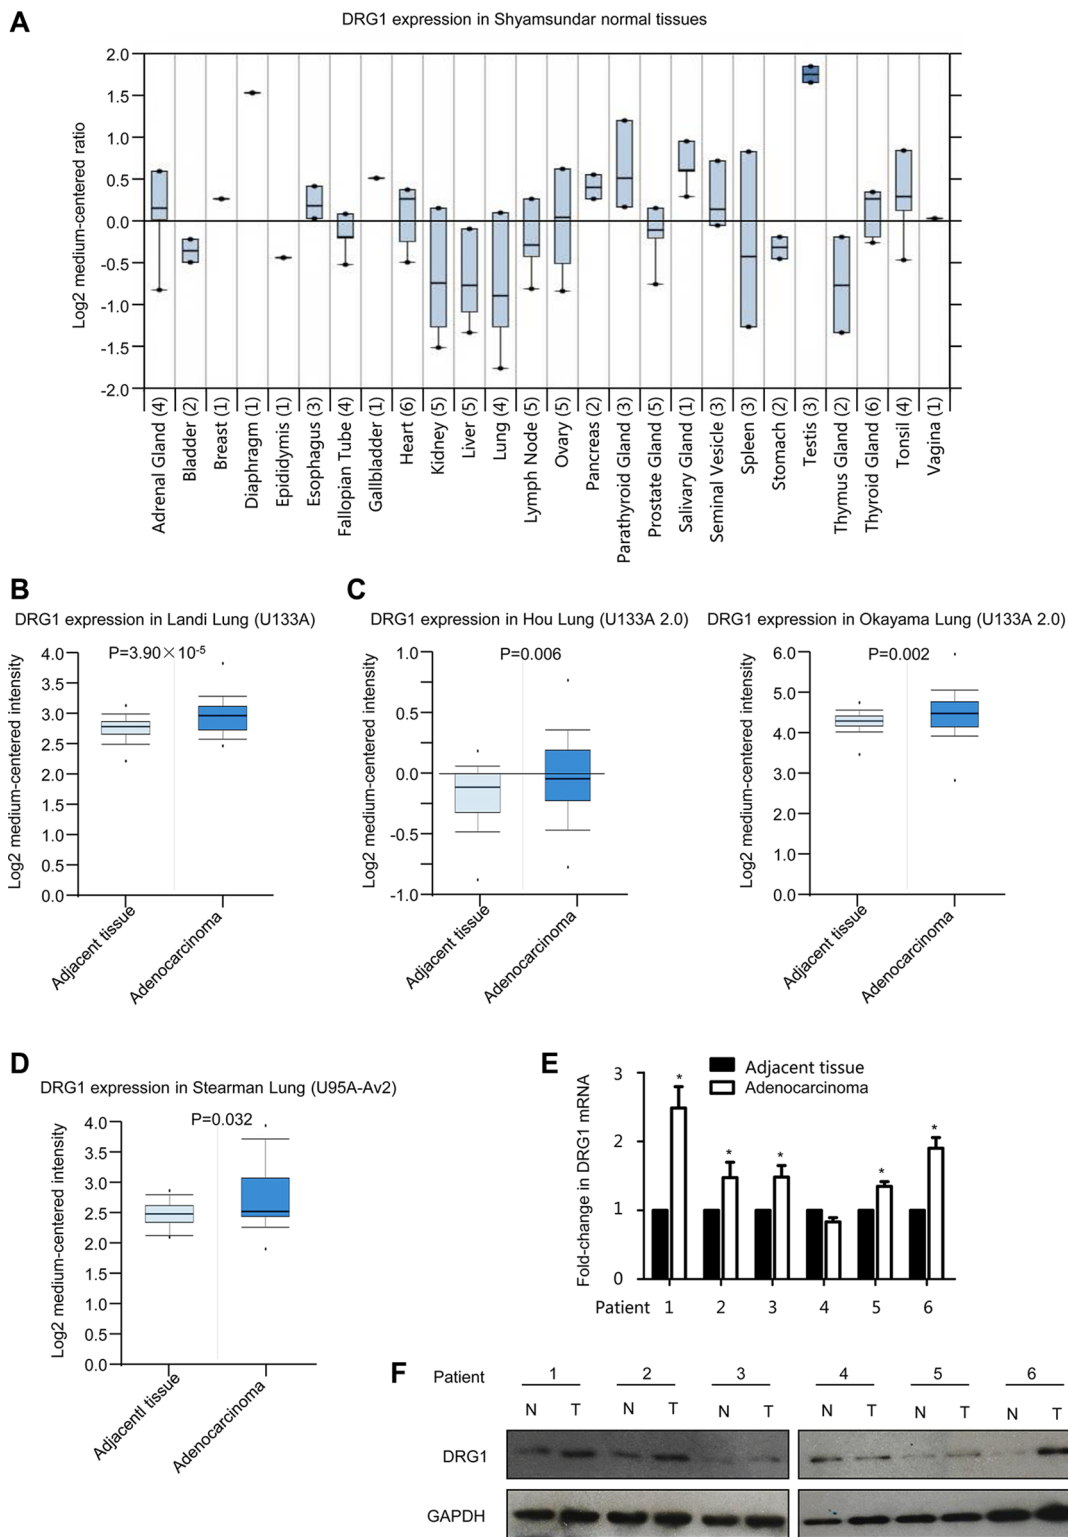 A
DRG1 expression in Shyamsundar normal tissues
Log2 medium-centered ratio
2.0
1.5
1.0
0.5
0.0
-0.5
-1.0
-1.5
-2.0
Adrenal Gland (4)
Bladder (2)
Breast (1)
Diaphragm (1)
Epididymis (1)
Esophagus (3)
Fallopian Tube (4)
Gallbladder (1)
Heart (6)
Kidney (5)
Liver (5)
Lung (4)
Lymph Node (5)
Ovary (5)
Pancreas (2)
Parathyroid Gland (3)
Prostate Gland (5)
Salivary Gland (1)
Seminal Vesicle (3)
Spleen (3)
Stomach (2)
Testis (3)
Thymus Gland (2)
Thyroid Gland (6)
Tonsil (4)
Vagina (1)
B
DRG1 expression in Landi Lung (U133A)
P=3.90×10-5
Log2 medium-centered intensity
4.0
3.5
3.0
2.5
2.0
1.5
1.0
0.5
0.0
Adjacent tissue
Adenocarcinoma
C
DRG1 expression in Hou Lung (U133A 2.0)
P=0.006
Log2 medium-centered intensity
1.0
0.5
0.0
-0.5
-1.0
Adjacent tissue
Adenocarcinoma
DRG1 expression in Okayama Lung (U133A 2.0)
P=0.002
Log2 medium-centered intensity
6.0
5.0
4.0
3.0
2.0
1.0
0.0
Adjacent tissue
Adenocarcinoma
D
DRG1 expression in Stearman Lung (U95A-Av2)
P=0.032
Log2 medium-centered intensity
4.0
3.5
3.0
2.5
2.0
1.5
1.0
0.5
0.0
Adjacentl tissue
Adenocarcinoma
E
Adjacent tissue
Adenocarcinoma
Fold-change in DRG1 mRNA
3
2
1
0
* * * * *
Patient 1 2 3 4 5 6
F
Patient 1 2 3 4 5 6
N T N T N T N T N T N T
DRG1
GAPDH